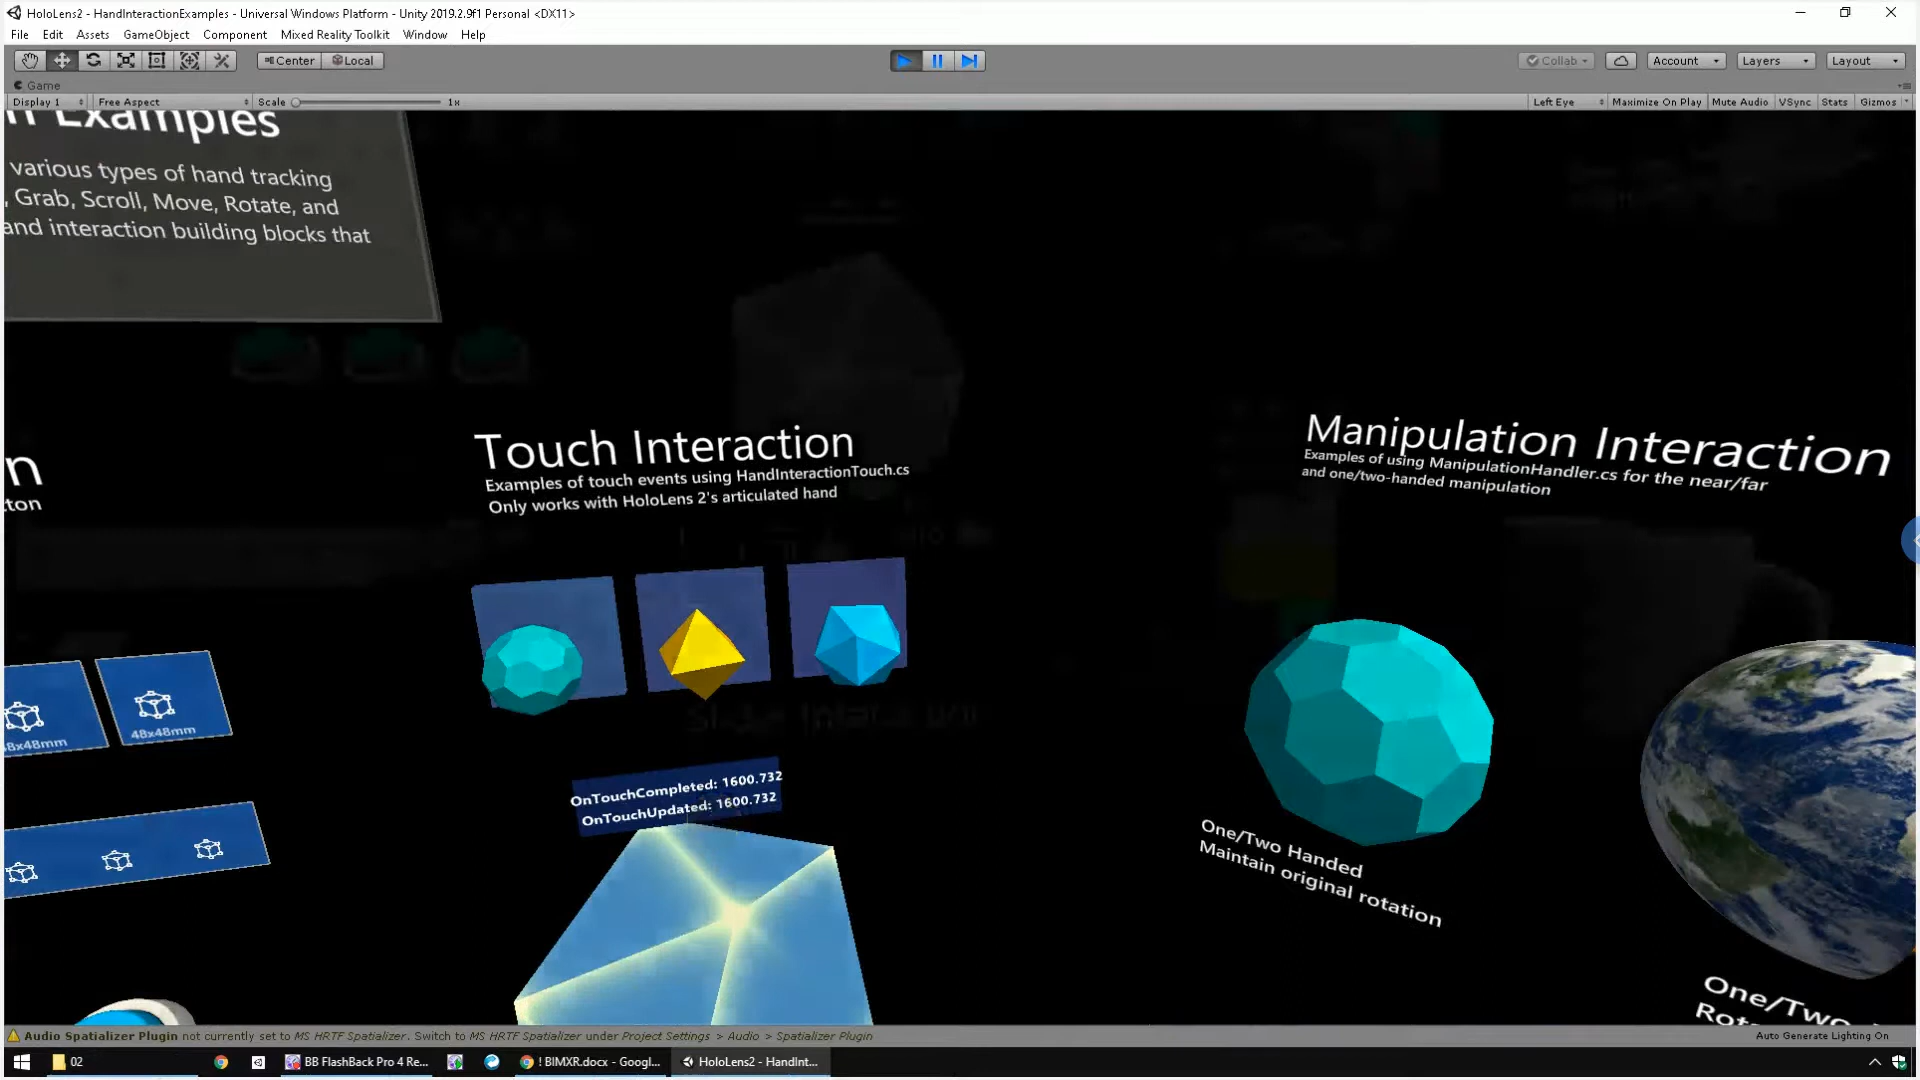 HoloLens2 - HandInteractionExamples - Universal Windows Platform - Unity 2019.2.9f1 Personal <DX11>
File Edit Assets GameObject Component Mixed Reality Toolkit Window Help
Center Local Collab Account Layers Layout
Game
Display 1 Free Aspect Scale 1x Left Eye Maximize On Play Mute Audio VSync Stats Gizmos
Examples
various types of hand tracking
, Grab, Scroll, Move, Rotate, and
and interaction building blocks that
n
ton
Touch Interaction
Examples of touch events using HandInteractionTouch.cs
Only works with HoloLens 2's articulated hand
Manipulation Interaction
Examples of using ManipulationHandler.cs for the near/far
and one/two-handed manipulation
8x48mm
48x48mm
OnTouchCompleted: 1600.732
OnTouchUpdated: 1600.732
One/Two Handed
Maintain original rotation
One/Two
Audio Spatializer Plugin not currently set to MS HRTF Spatializer. Switch to MS HRTF Spatializer under Project Settings > Audio > Spatializer Plugin
Auto Generate Lighting On
02 BB FlashBack Pro 4 Re... ! BIMXR.docx - Googl... HoloLens2 - HandInt...